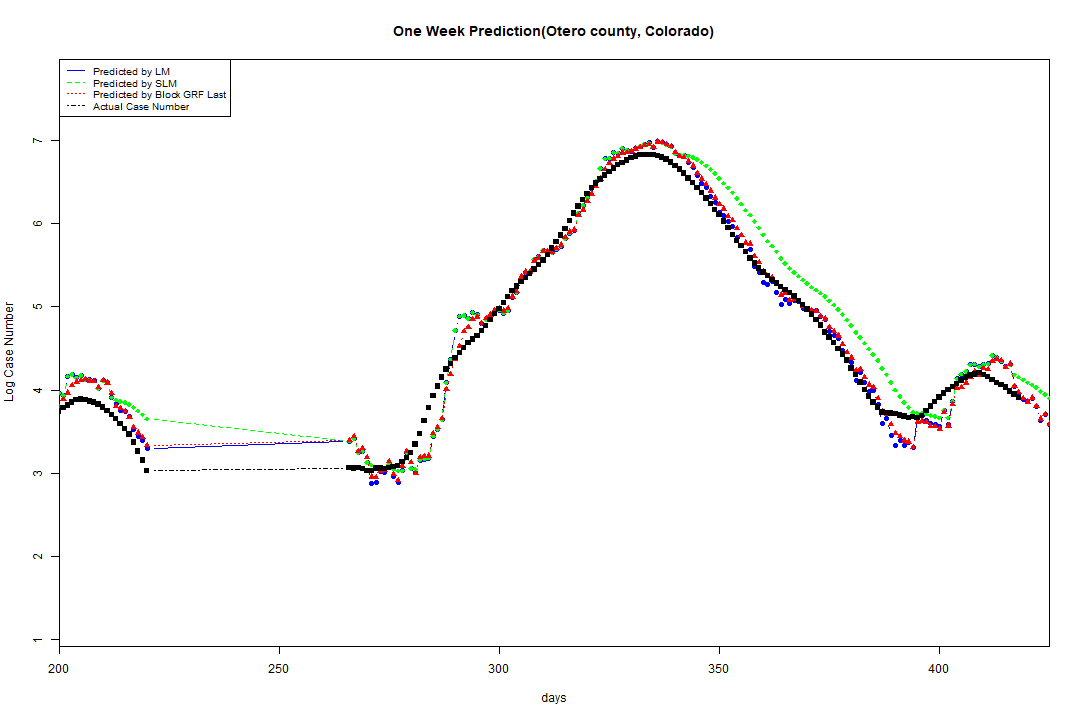 One Week Prediction(Otero county, Colorado)
Predicted by LM
Predicted by SLM
Predicted by Block GRF Last
Actual Case Number
7
6
5
4
3
2
1
Log Case Number
200 250 300 350 400
days